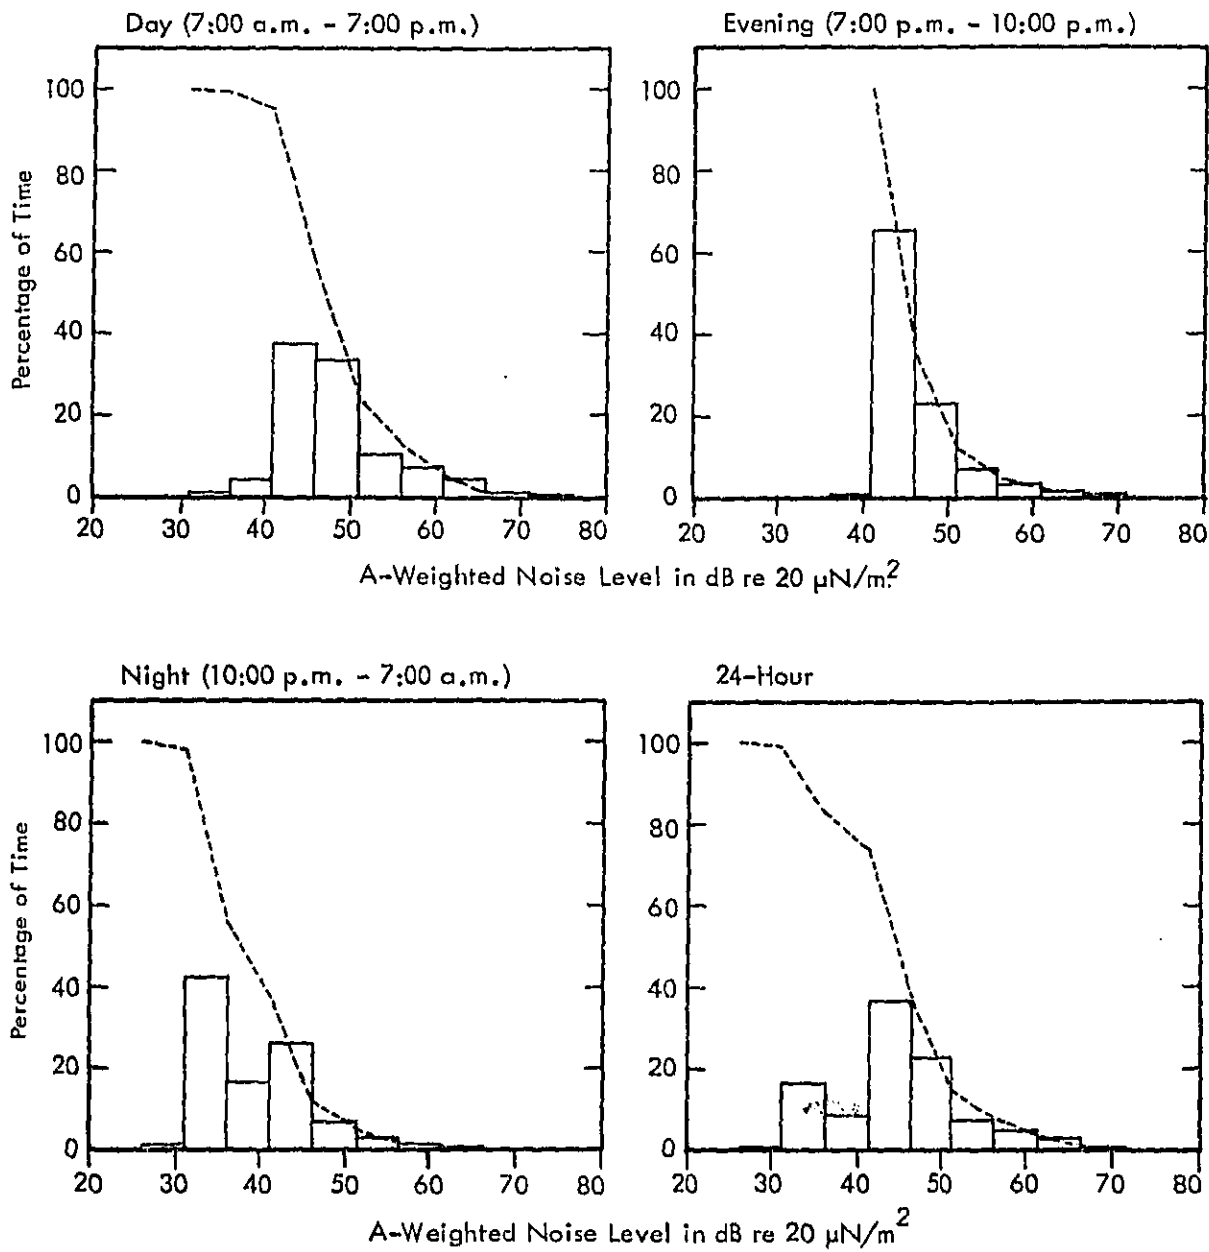 Day (7:00 a.m. - 7:00 p.m.)
Evening (7:00 p.m. - 10:00 p.m.)
Percentage of Time
100
80
60
40
20
0
20 30 40 50 60 70 80
100
80
60
40
20
0
20 30 40 50 60 70 80
A-Weighted Noise Level in dB re 20 µN/m²
Night (10:00 p.m. - 7:00 a.m.)
24-Hour
Percentage of Time
100
80
60
40
20
0
20 30 40 50 60 70 80
100
80
60
40
20
0
20 30 40 50 60 70 80
A-Weighted Noise Level in dB re 20 µN/m²